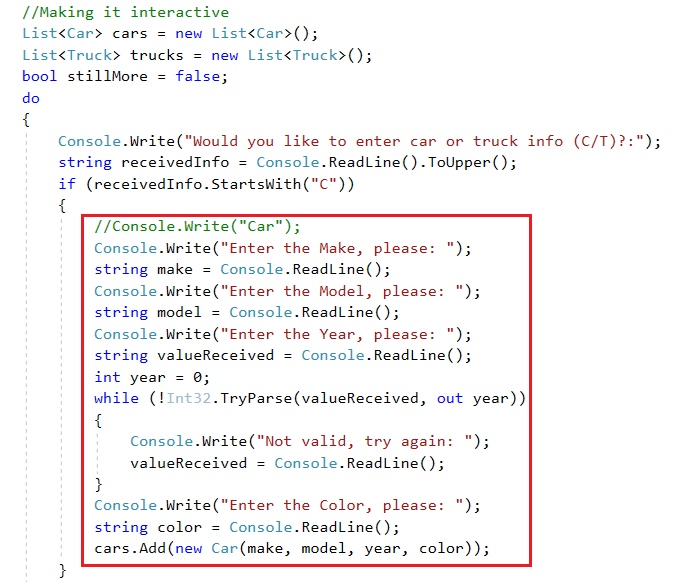 //Making it interactive
List<Car> cars = new List<Car>();
List<Truck> trucks = new List<Truck>();
bool stillMore = false;
do
{
Console.Write("Would you like to enter car or truck info (C/T)?:");
string receivedInfo = Console.ReadLine().ToUpper();
if (receivedInfo.StartsWith("C"))
{
//Console.Write("Car");
Console.Write("Enter the Make, please: ");
string make = Console.ReadLine();
Console.Write("Enter the Model, please: ");
string model = Console.ReadLine();
Console.Write("Enter the Year, please: ");
string valueReceived = Console.ReadLine();
int year = 0;
while (!Int32.TryParse(valueReceived, out year))
{
Console.Write("Not valid, try again: ");
valueReceived = Console.ReadLine();
}
Console.Write("Enter the Color, please: ");
string color = Console.ReadLine();
cars.Add(new Car(make, model, year, color));
}